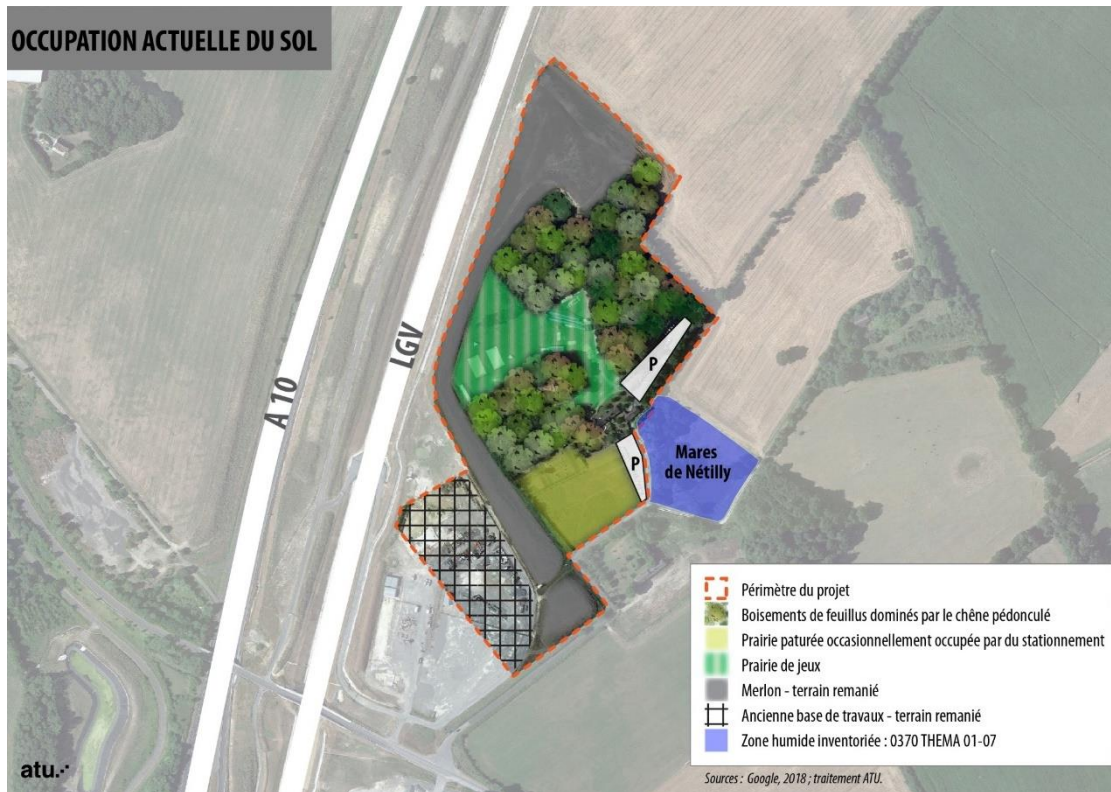 OCCUPATION ACTUELLE DU SOL
A 10
LGV
P
P
Mares
de Nétilly
Périmètre du projet
Boisements de feuillus dominés par le chêne pédonculé
Prairie paturée occasionnellement occupée par du stationnement
Prairie de jeux
Merlon - terrain remanié
Ancienne base de travaux - terrain remanié
Zone humide inventoriée : 0370 THEMA 01-07
Sources : Google, 2018 ; traitement ATU.
atu.